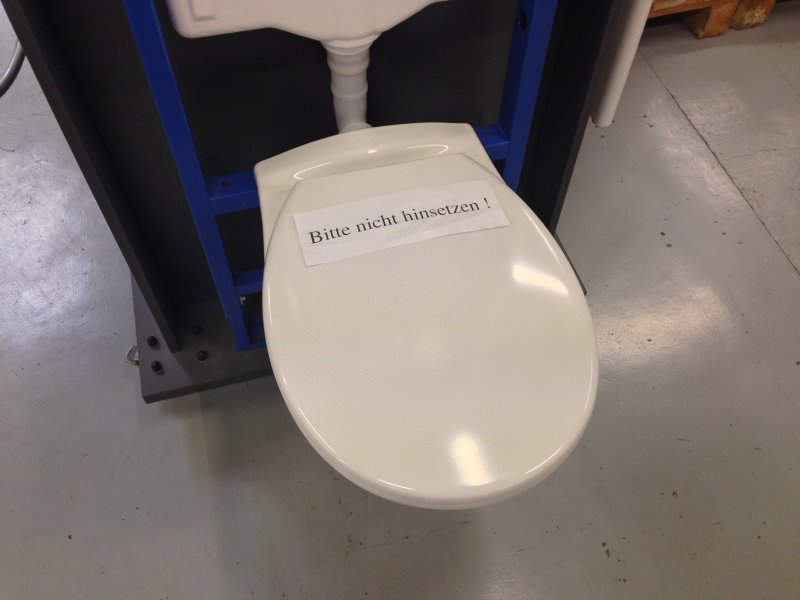 Bitte nicht hinsetzen !